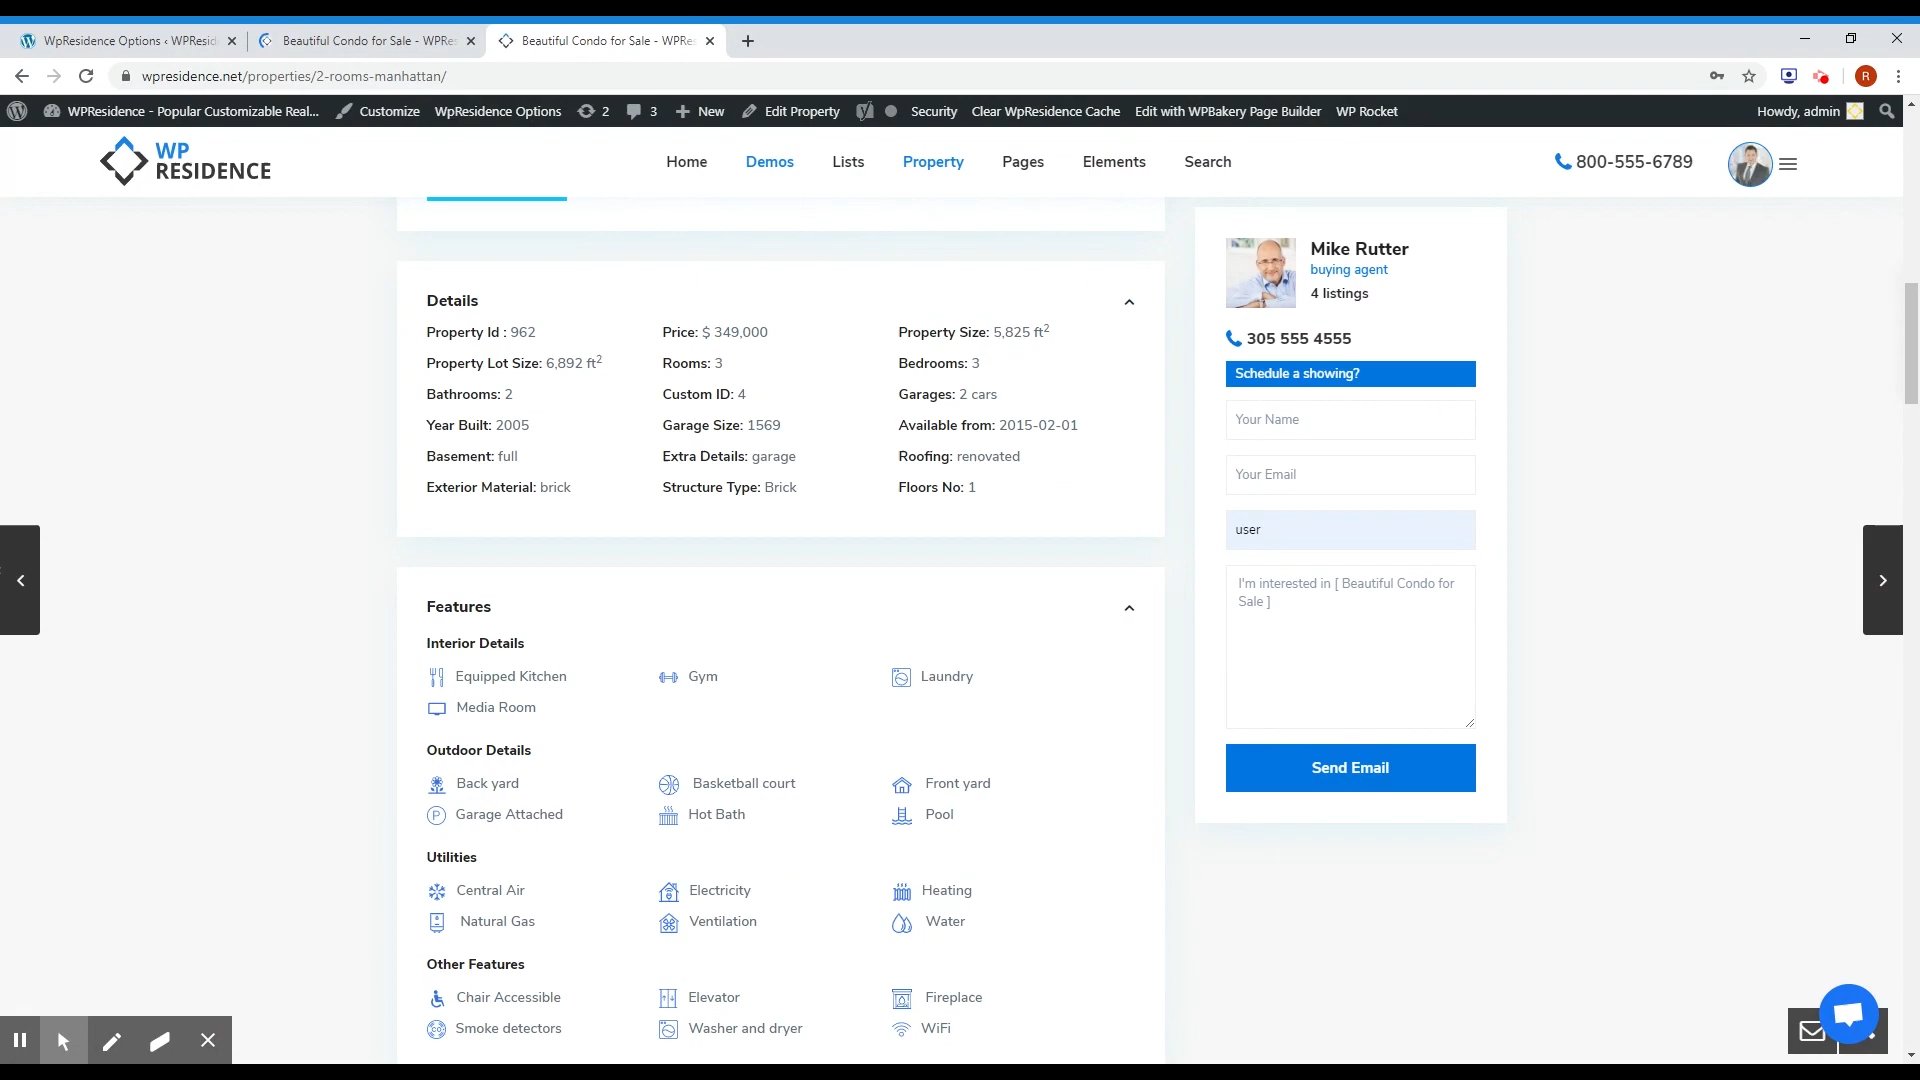 WpResidence Options ‹ WPResid
Beautiful Condo for Sale - WPRes
Beautiful Condo for Sale - WPRes
wpresidence.net/properties/2-rooms-manhattan/
R
WPResidence - Popular Customizable Real...
Customize
WpResidence Options
2
3
New
Edit Property
Security
Clear WpResidence Cache
Edit with WPBakery Page Builder
WP Rocket
Howdy, admin
WP
RESIDENCE
Home
Demos
Lists
Property
Pages
Elements
Search
800-555-6789
Details
Property Id : 962
Price: $ 349,000
Property Size: 5,825 ft2
Property Lot Size: 6,892 ft2
Rooms: 3
Bedrooms: 3
Bathrooms: 2
Custom ID: 4
Garages: 2 cars
Year Built: 2005
Garage Size: 1569
Available from: 2015-02-01
Basement: full
Extra Details: garage
Roofing: renovated
Exterior Material: brick
Structure Type: Brick
Floors No: 1
Features
Interior Details
Equipped Kitchen
Gym
Laundry
Media Room
Outdoor Details
Back yard
Basketball court
Front yard
Garage Attached
Hot Bath
Pool
Utilities
Central Air
Electricity
Heating
Natural Gas
Ventilation
Water
Other Features
Chair Accessible
Elevator
Fireplace
Smoke detectors
Washer and dryer
WiFi
Mike Rutter
buying agent
4 listings
305 555 4555
Schedule a showing?
Your Name
Your Email
user
I'm interested in [ Beautiful Condo for
Sale ]
Send Email